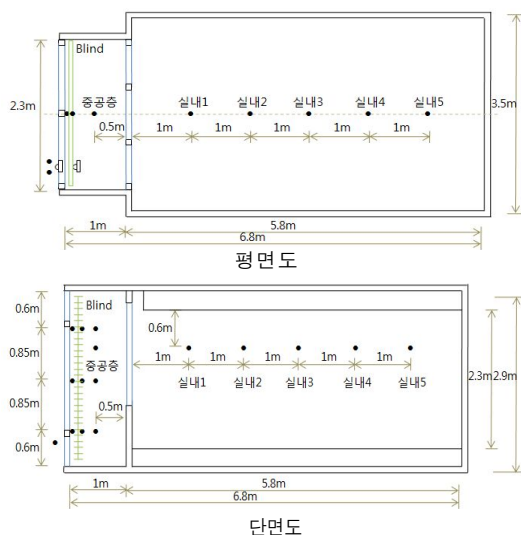 Blind
중공층
실내1
실내2
실내3
실내4
실내5
2.3m
3.5m
0.5m
1m
1m
1m
1m
1m
1m
5.8m
6.8m
평면도
0.6m
Blind
0.6m
0.85m
중공층
1m
1m
1m
1m
1m
실내1
실내2
실내3
실내4
실내5
2.3m
2.9m
0.85m
0.5m
0.6m
1m
5.8m
6.8m
단면도